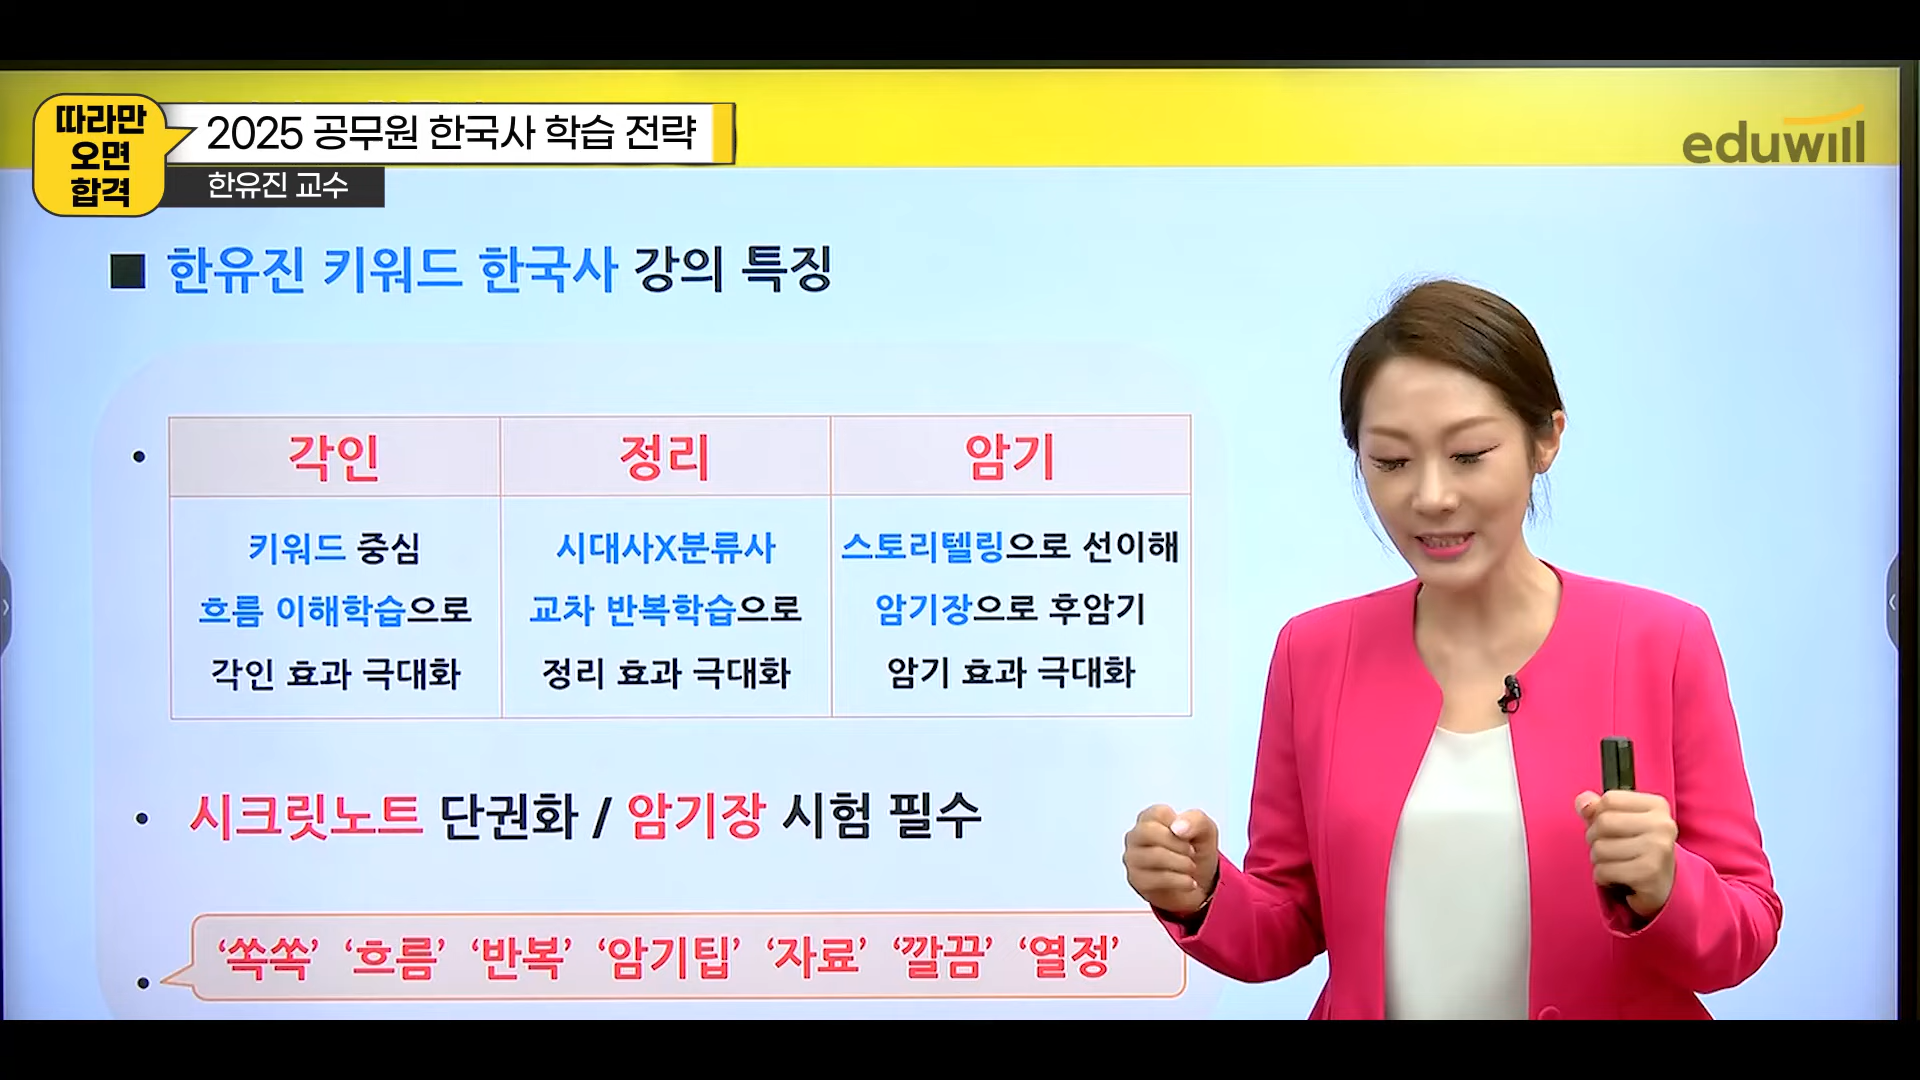 따라만
오면
합격
2025 공무원 한국사 학습 전략
한유진 교수
eduwill
■ 한유진 키워드 한국사 강의 특징
• 각인 정리 암기
키워드 중심
흐름 이해학습으로
각인 효과 극대화
시대사X분류사
교차 반복학습으로
정리 효과 극대화
스토리텔링으로 선이해
암기장으로 후암기
암기 효과 극대화
• 시크릿노트 단권화 / 암기장 시험 필수
• ‘쏙쏙’ ‘흐름’ ‘반복’ ‘암기팁’ ‘자료’ ‘깔끔’ ‘열정’